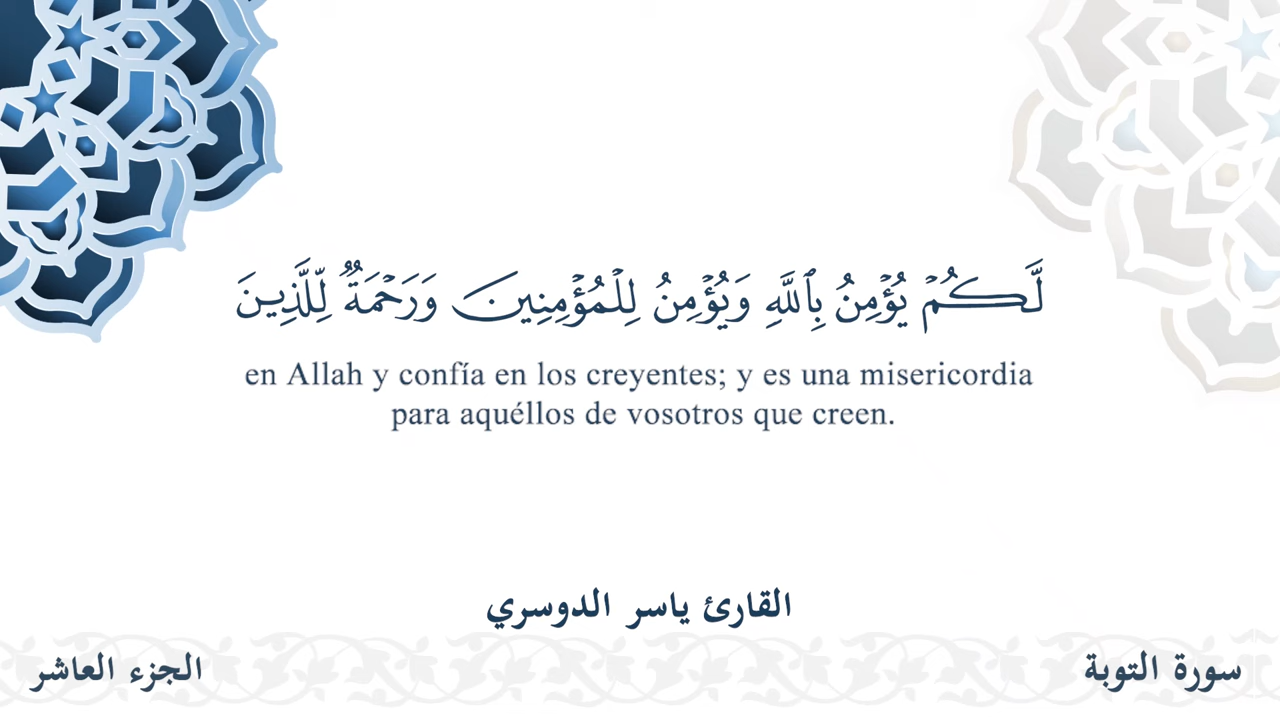 لَّكُمۡ يُؤۡمِنُ بِٱللَّهِ وَيُؤۡمِنُ لِلۡمُؤۡمِنِينَ وَرَحۡمَةٞ لِّلَّذِينَ
en Allah y confía en los creyentes; y es una misericordia
para aquéllos de vosotros que creen.
القارئ ياسر الدوسري
سورة التوبة
الجزء العاشر